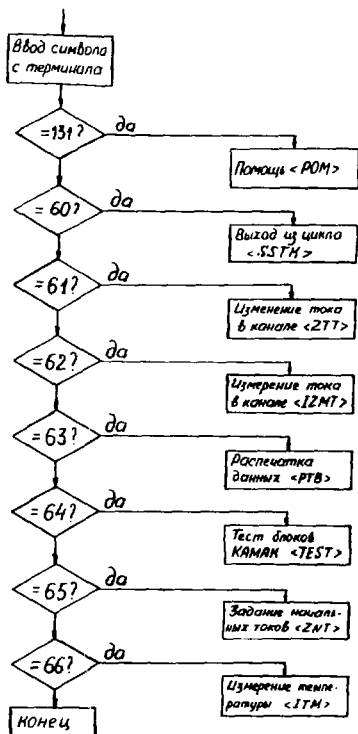 Ввод символа
с терминала
=131?
да
Помощь <POM>
=60?
да
Выход из цикла
<SSTM>
=61?
да
Изменение тока
в канале <ZTT>
=62?
да
Измерение тока
в канале <IZMT>
=63?
да
Распечатка
данных <PTB>
=64?
да
Тест блоков
КАМАК <TEST>
=65?
да
Задание началь-
ных токов <ZNT>
=66?
да
Измерение темпе-
ратуры <ITM>
конец